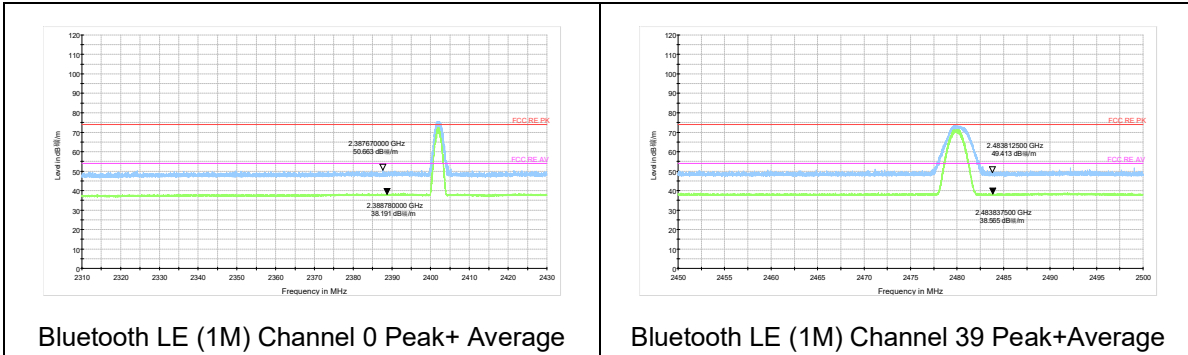 120
110
100
90
80
70
60
50
40
30
20
10
0
Level in dBµV/m
FCC RE PK
FCC RE AV
2.387670000 GHz
50.663 dBµV/m
2.388780000 GHz
38.191 dBµV/m
2310 2320 2330 2340 2350 2360 2370 2380 2390 2400 2410 2420 2430
Frequency in MHz
Bluetooth LE (1M) Channel 0 Peak+ Average
120
110
100
90
80
70
60
50
40
30
20
10
0
Level in dBµV/m
FCC RE PK
FCC RE AV
2.483812500 GHz
49.413 dBµV/m
2.483837500 GHz
38.565 dBµV/m
2450 2455 2460 2465 2470 2475 2480 2485 2490 2495 2500
Frequency in MHz
Bluetooth LE (1M) Channel 39 Peak+Average